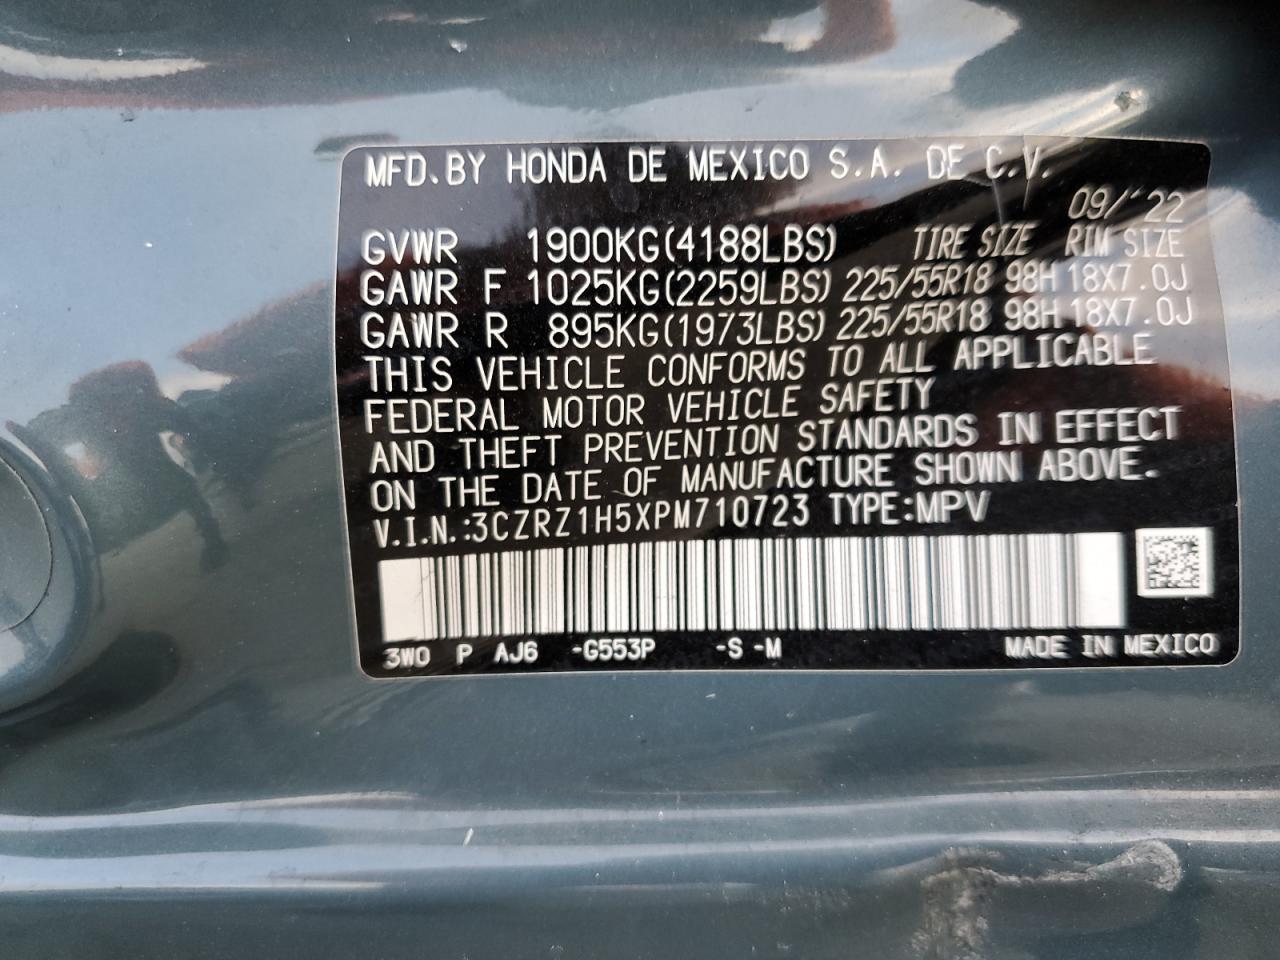 MFD.BY HONDA DE MEXICO S.A. DE C.V.
09/'22
GVWR 1900KG(4188LBS) TIRE SIZE RIM SIZE
GAWR F 1025KG(2259LBS) 225/55R18 98H 18X7.0J
GAWR R 895KG(1973LBS) 225/55R18 98H 18X7.0J
THIS VEHICLE CONFORMS TO ALL APPLICABLE
FEDERAL MOTOR VEHICLE SAFETY
AND THEFT PREVENTION STANDARDS IN EFFECT
ON THE DATE OF MANUFACTURE SHOWN ABOVE.
V.I.N.:3CZRZ1H5XPM710723 TYPE:MPV
3W0 P AJ6 -G553P -S -M MADE IN MEXICO